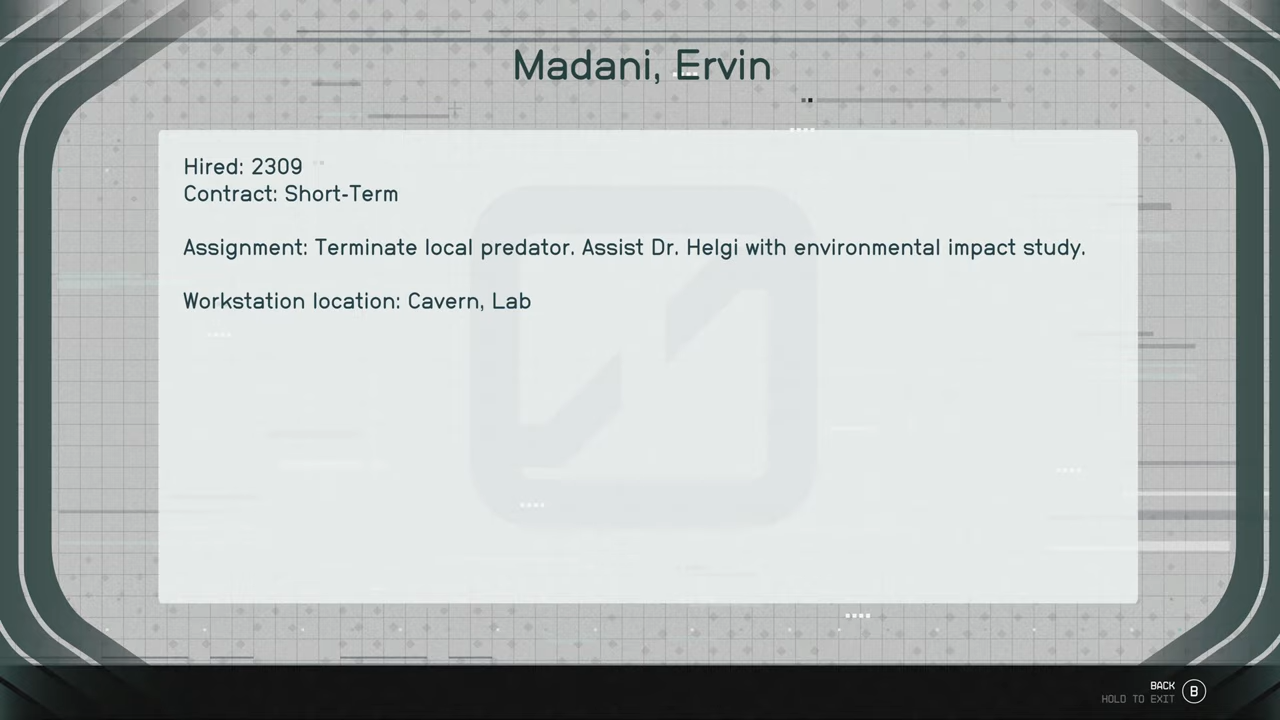 Madani, Ervin
Hired: 2309
Contract: Short-Term
Assignment: Terminate local predator. Assist Dr. Helgi with environmental impact study.
Workstation location: Cavern, Lab
BACK
HOLD TO EXIT
B